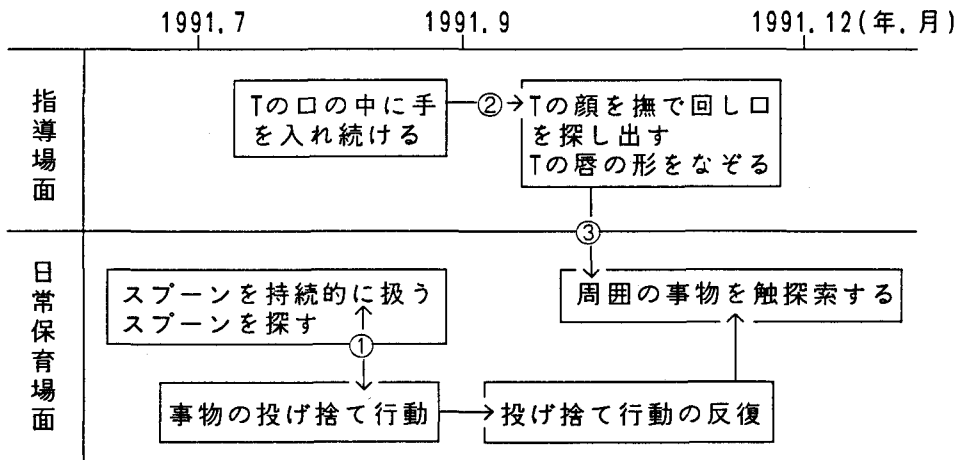 1991.7
1991.9
1991.12(年.月)
指導場面
Tの口の中に手
を入れ続ける
②
Tの顔を撫で回し口
を探し出す
Tの唇の形をなぞる
③
日常保育場面
スプーンを持続的に扱う
スプーンを探す
①
周囲の事物を触探索する
事物の投げ捨て行動
投げ捨て行動の反復